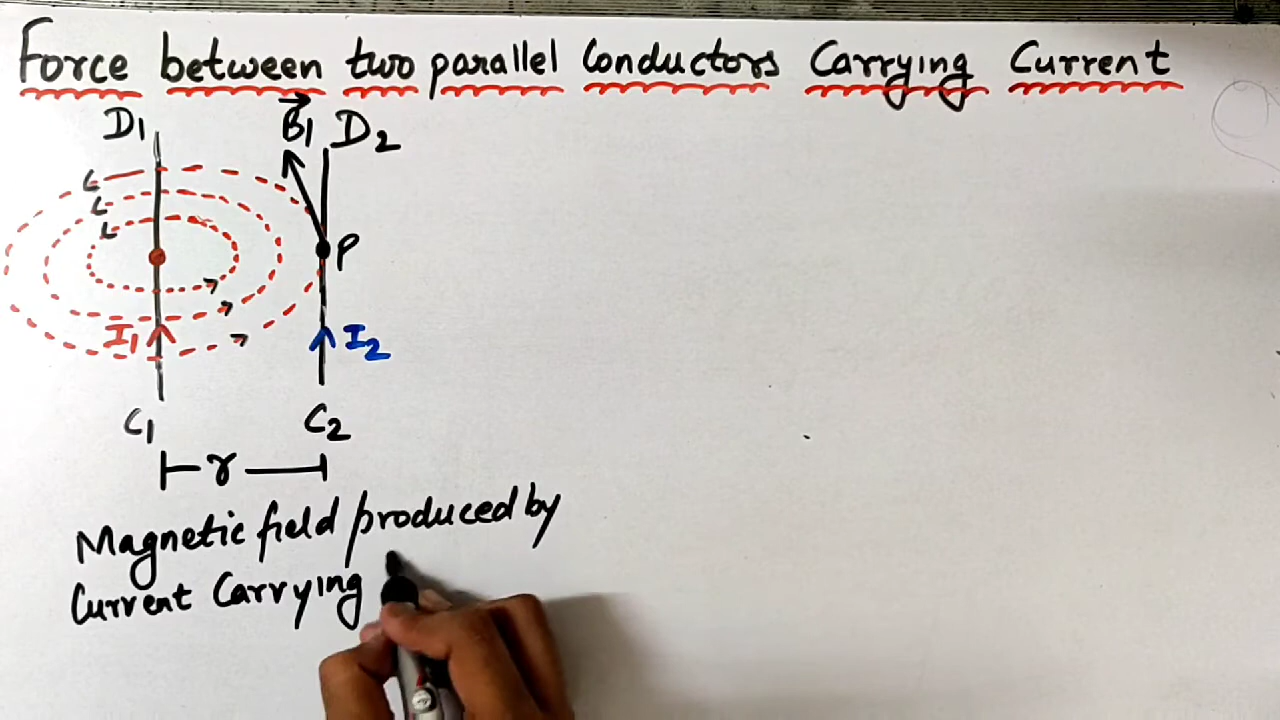 Force between two parallel Conductors Carrying Current
D1
B1 D2
P
I1
I2
C1
C2
r
Magnetic field produced by
Current Carrying